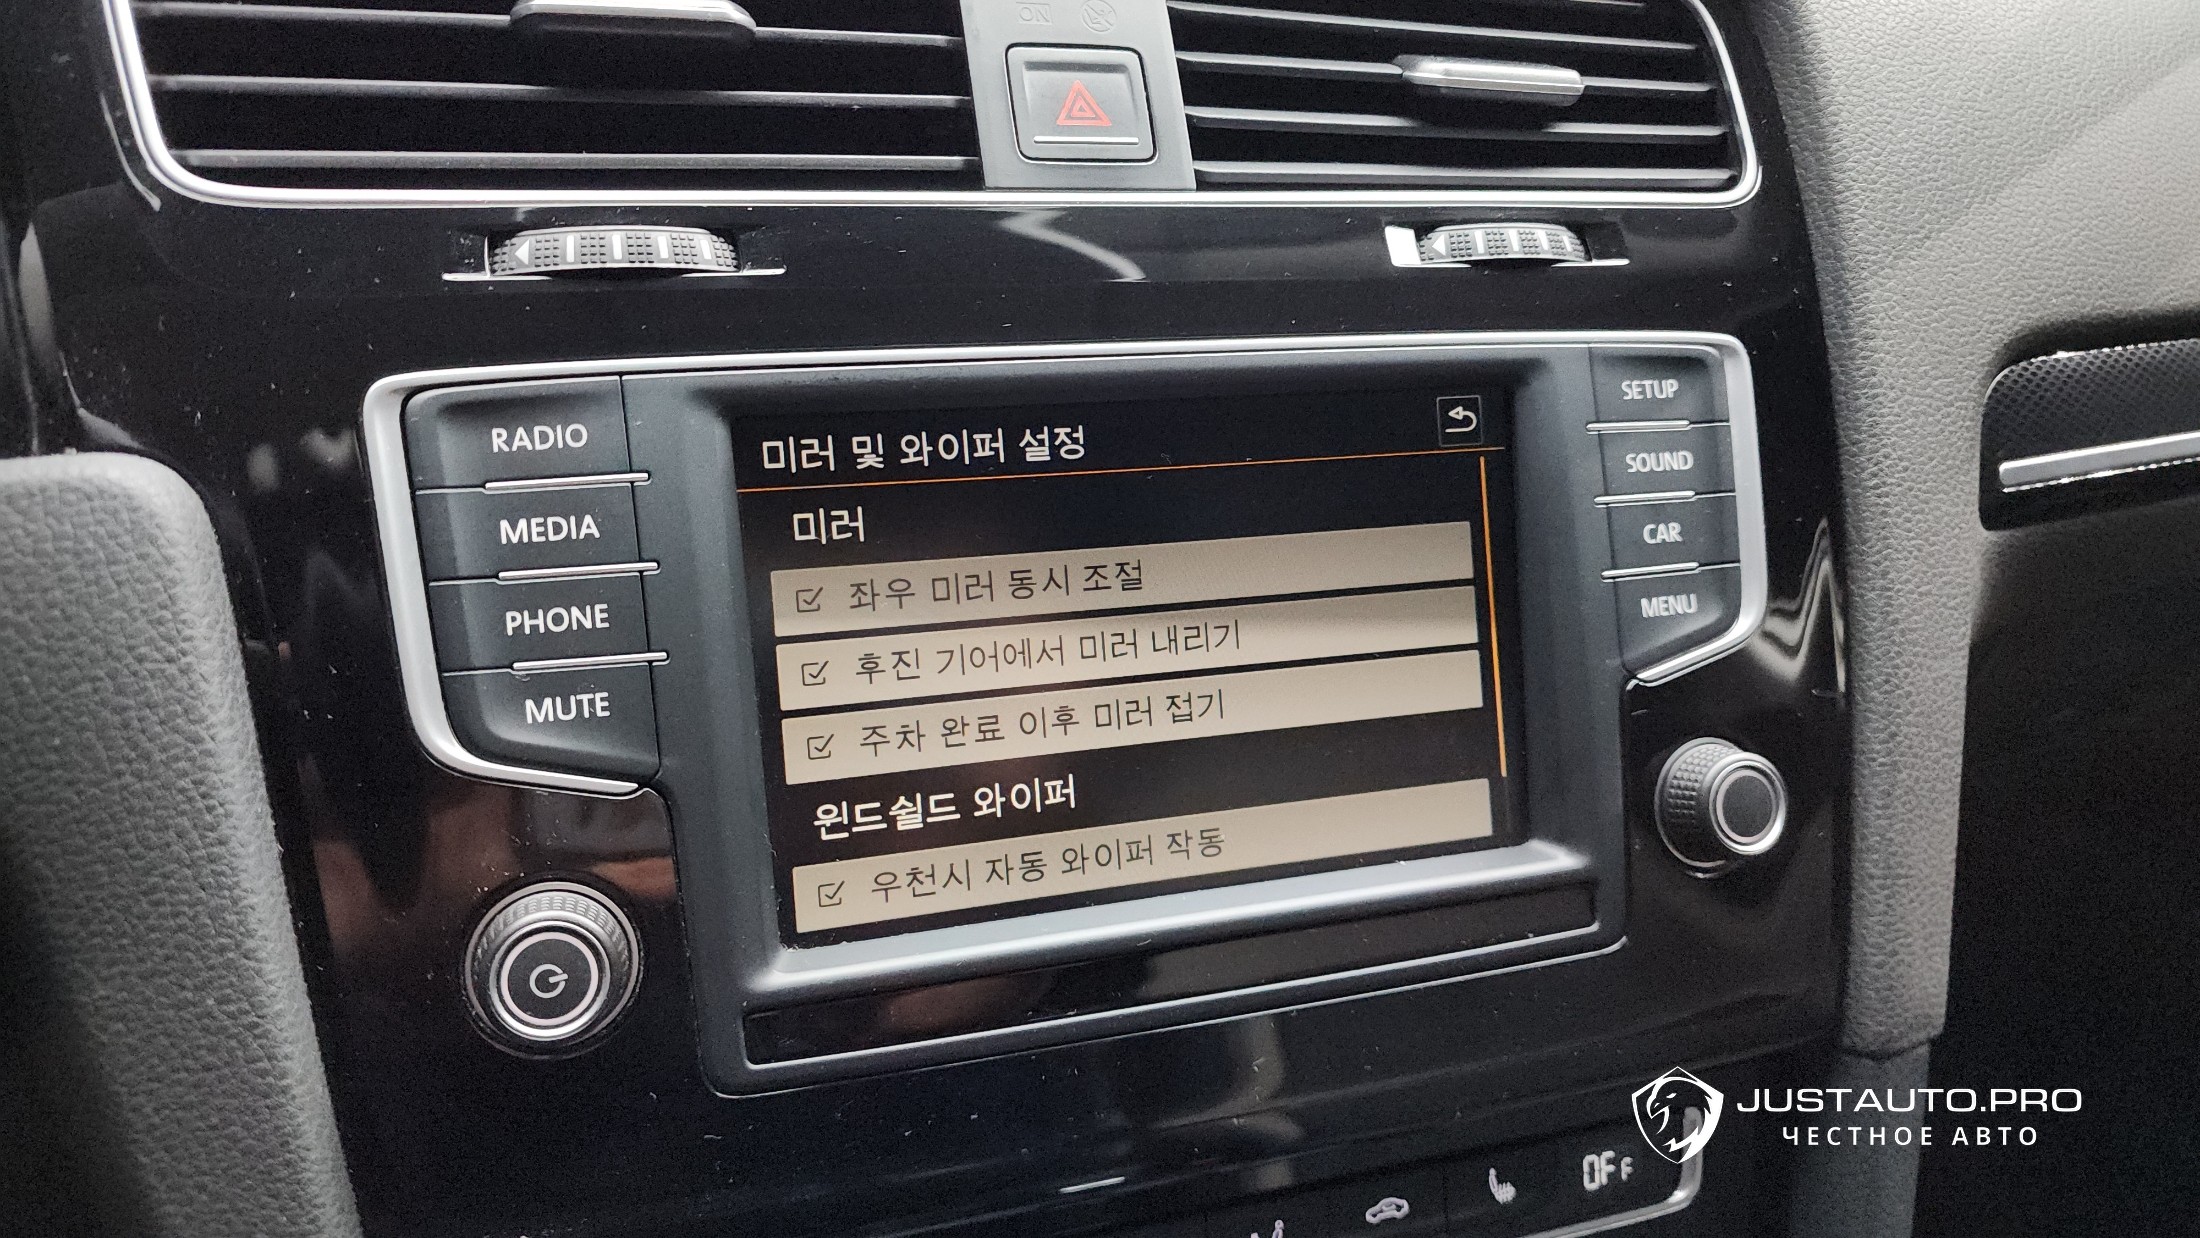 ON
RADIO
MEDIA
PHONE
MUTE
미러 및 와이퍼 설정
미러
좌우 미러 동시 조절
후진 기어에서 미러 내리기
주차 완료 이후 미러 접기
윈드쉴드 와이퍼
우천시 자동 와이퍼 작동
SETUP
SOUND
CAR
MENU
JUSTAUTO.PRO
ЧЕСТНОЕ АВТО
OFF